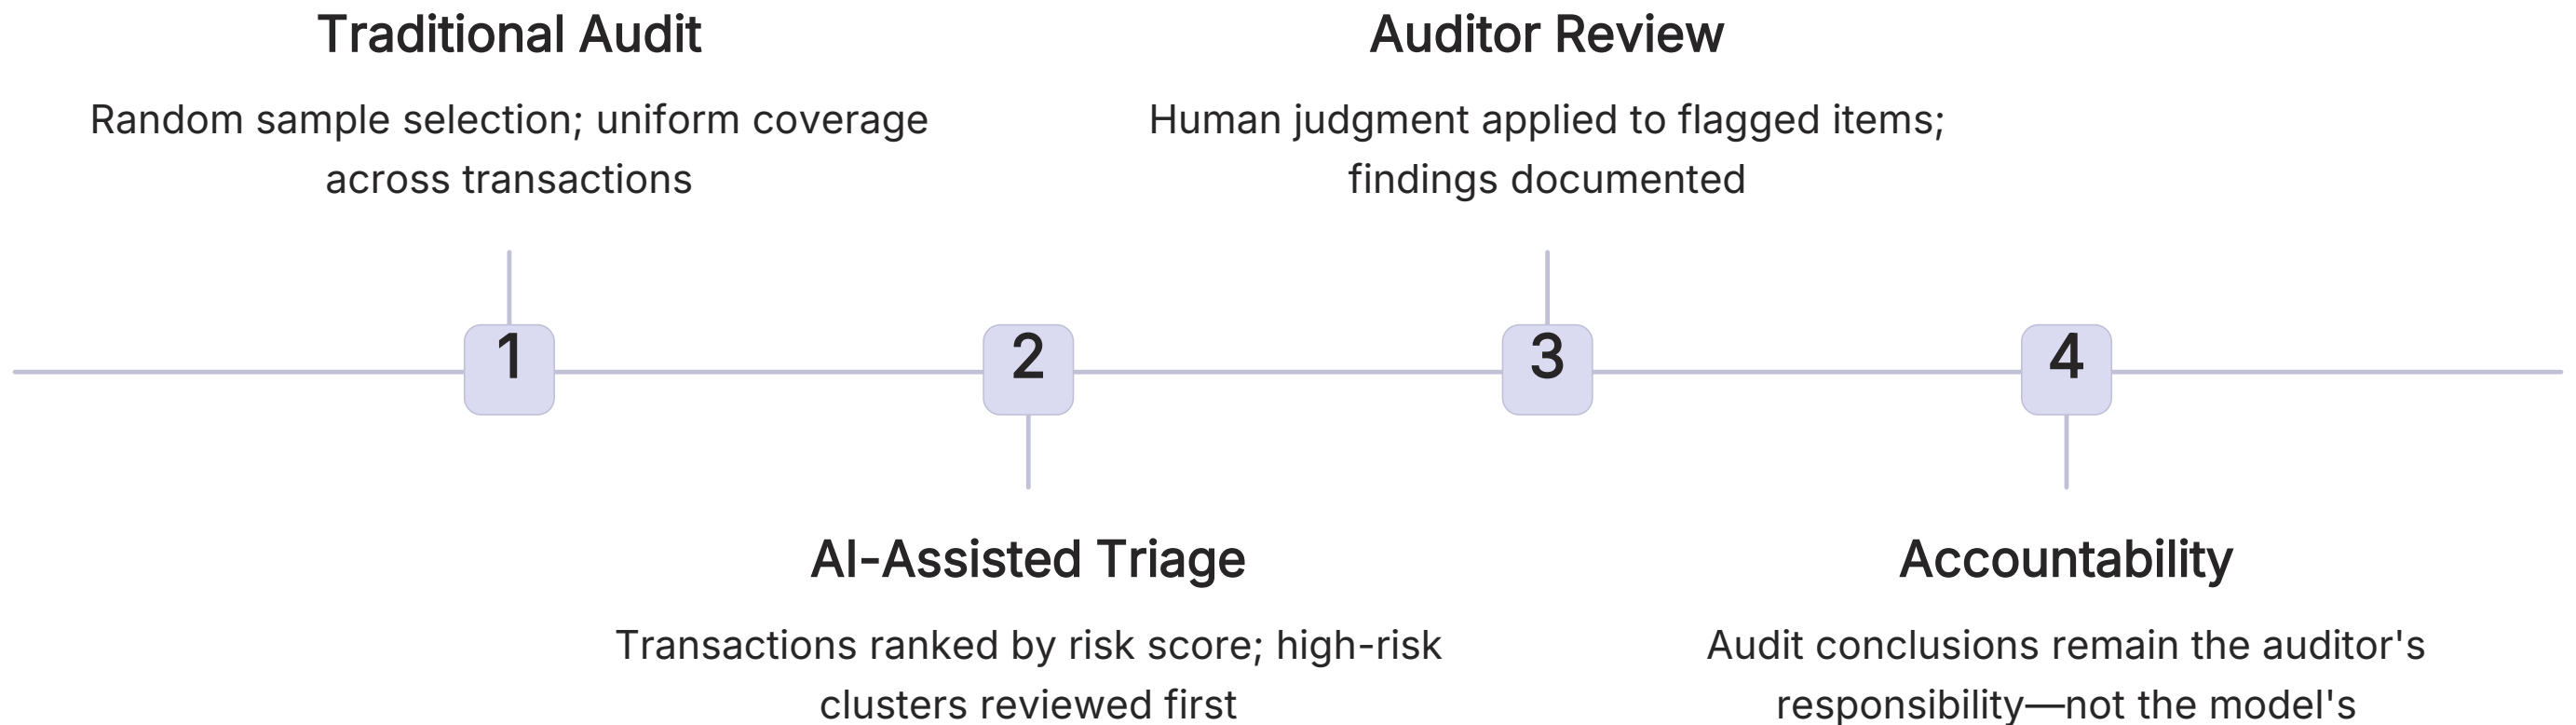 Traditional Audit
Random sample selection; uniform coverage
across transactions
Auditor Review
Human judgment applied to flagged items;
findings documented
1
2
3
4
AI-Assisted Triage
Transactions ranked by risk score; high-risk
clusters reviewed first
Accountability
Audit conclusions remain the auditor's
responsibility—not the model's